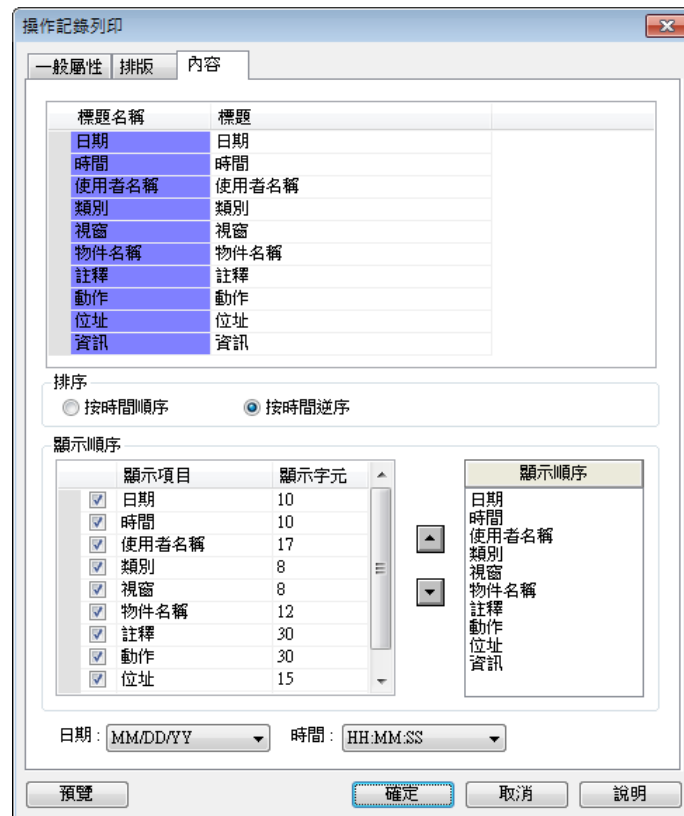 操作記錄列印
一般屬性 排版 內容
標題名稱 標題
日期 日期
時間 時間
使用者名稱 使用者名稱
類別 類別
視窗 視窗
物件名稱 物件名稱
註釋 註釋
動作 動作
位址 位址
資訊 資訊
排序
按時間順序 按時間逆序
顯示順序
顯示項目 顯示字元
日期 10
時間 10
使用者名稱 17
類別 8
視窗 8
物件名稱 12
註釋 30
動作 30
位址 15
顯示順序
日期
時間
使用者名稱
類別
視窗
物件名稱
註釋
動作
位址
資訊
日期 : MM/DD/YY 時間 : HH:MM:SS
預覽 確定 取消 說明